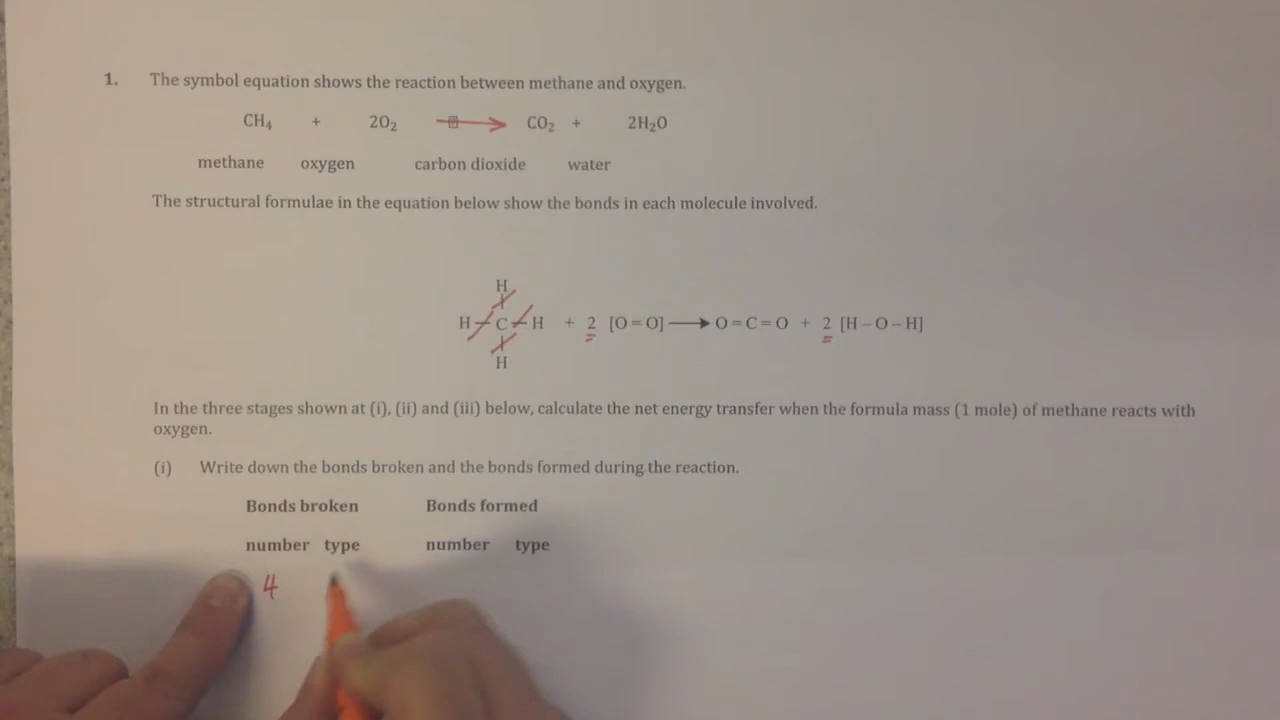 1. The symbol equation shows the reaction between methane and oxygen.
CH₄ + 2O₂ → CO₂ + 2H₂O
methane oxygen carbon dioxide water
The structural formulae in the equation below show the bonds in each molecule involved.
H
H – C – H + 2 [O = O] → O = C = O + 2 [H – O – H]
H
In the three stages shown at (i), (ii) and (iii) below, calculate the net energy transfer when the formula mass (1 mole) of methane reacts with
oxygen.
(i) Write down the bonds broken and the bonds formed during the reaction.
Bonds broken Bonds formed
number type number type
4